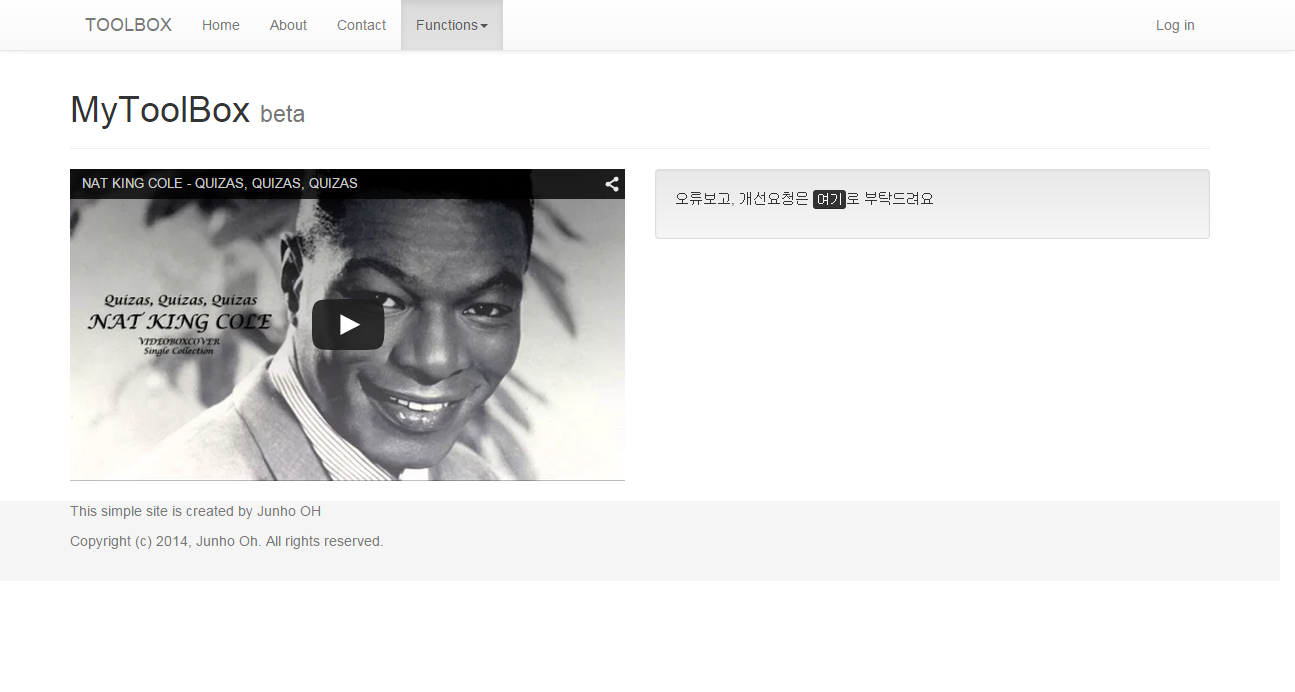 TOOLBOX Home About Contact Functions Log in
MyToolBox beta
NAT KING COLE - QUIZAS, QUIZAS, QUIZAS
Quizas, Quizas, Quizas
NAT KING COLE
VIDEOBOXCOVER
Single Collection
오류보고, 개선요청은 여기로 부탁드려요
This simple site is created by Junho OH
Copyright (c) 2014, Junho Oh. All rights reserved.